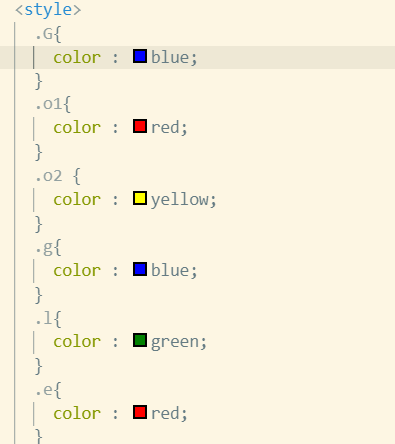 <style>
.G{
color : blue;
}
.o1{
color : red;
}
.o2 {
color : yellow;
}
.g{
color : blue;
}
.l{
color : green;
}
.e{
color : red;
}